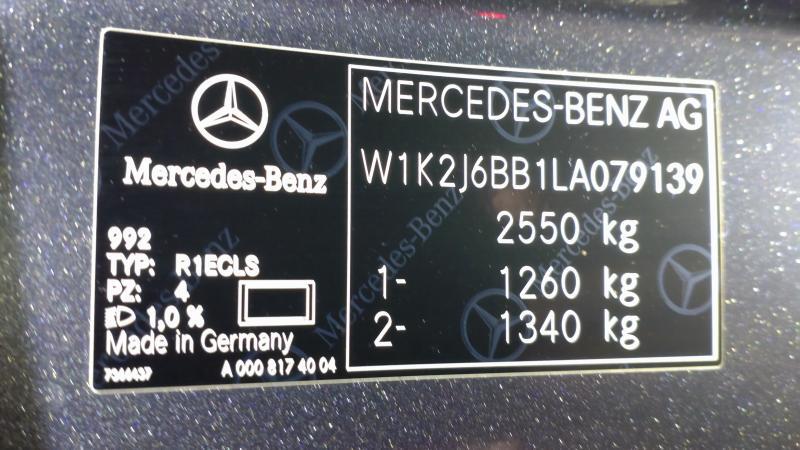 Mercedes-Benz
992
TYP: R1ECLS
PZ: 4
1,0 %
Made in Germany
A 000 817 40 04
MERCEDES-BENZ AG
W1K2J6BB1LA079139
2550 kg
1- 1260 kg
2- 1340 kg